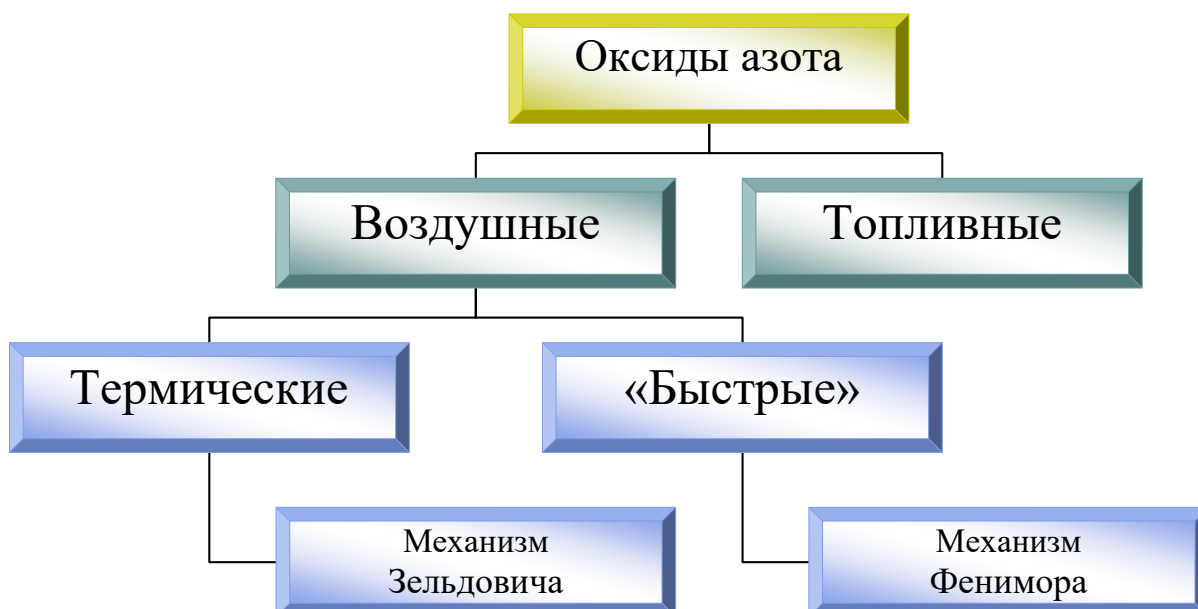 Оксиды азота
Воздушные
Топливные
Термические
«Быстрые»
Механизм
Зельдовича
Механизм
Фенимора